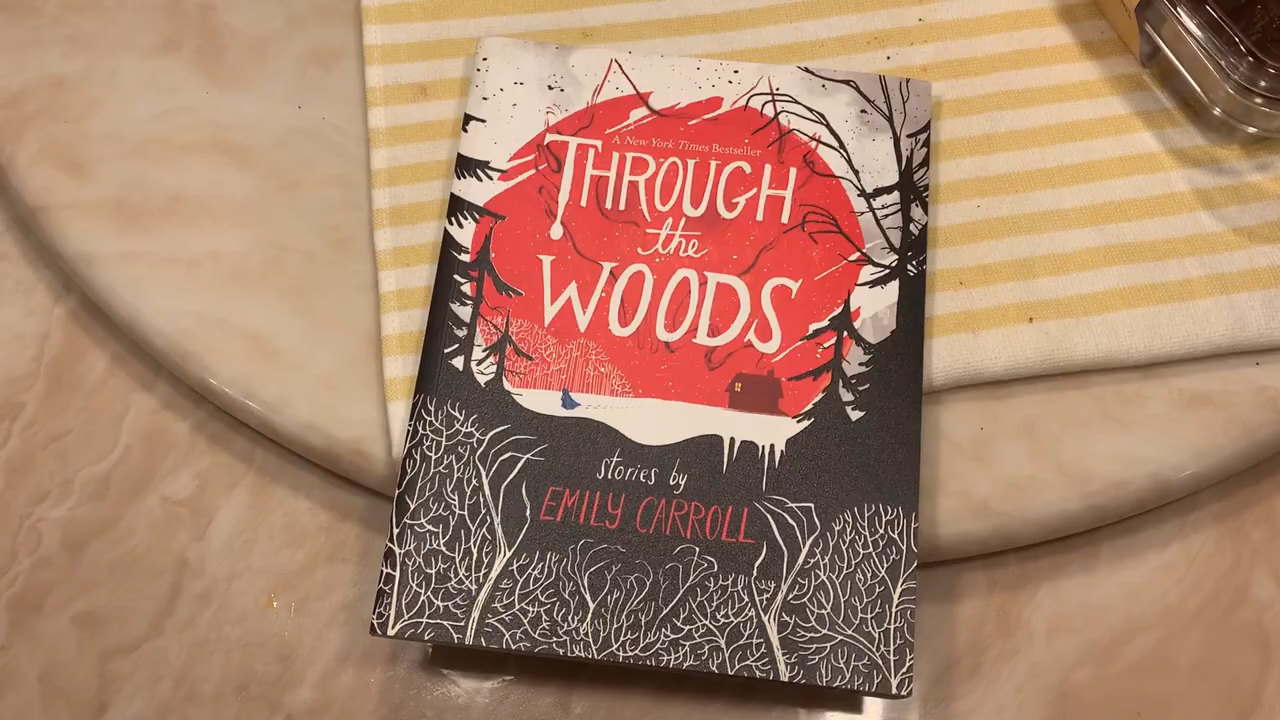 A New York Times Bestseller
THROUGH
the
WOODS
stories by
EMILY CARROLL